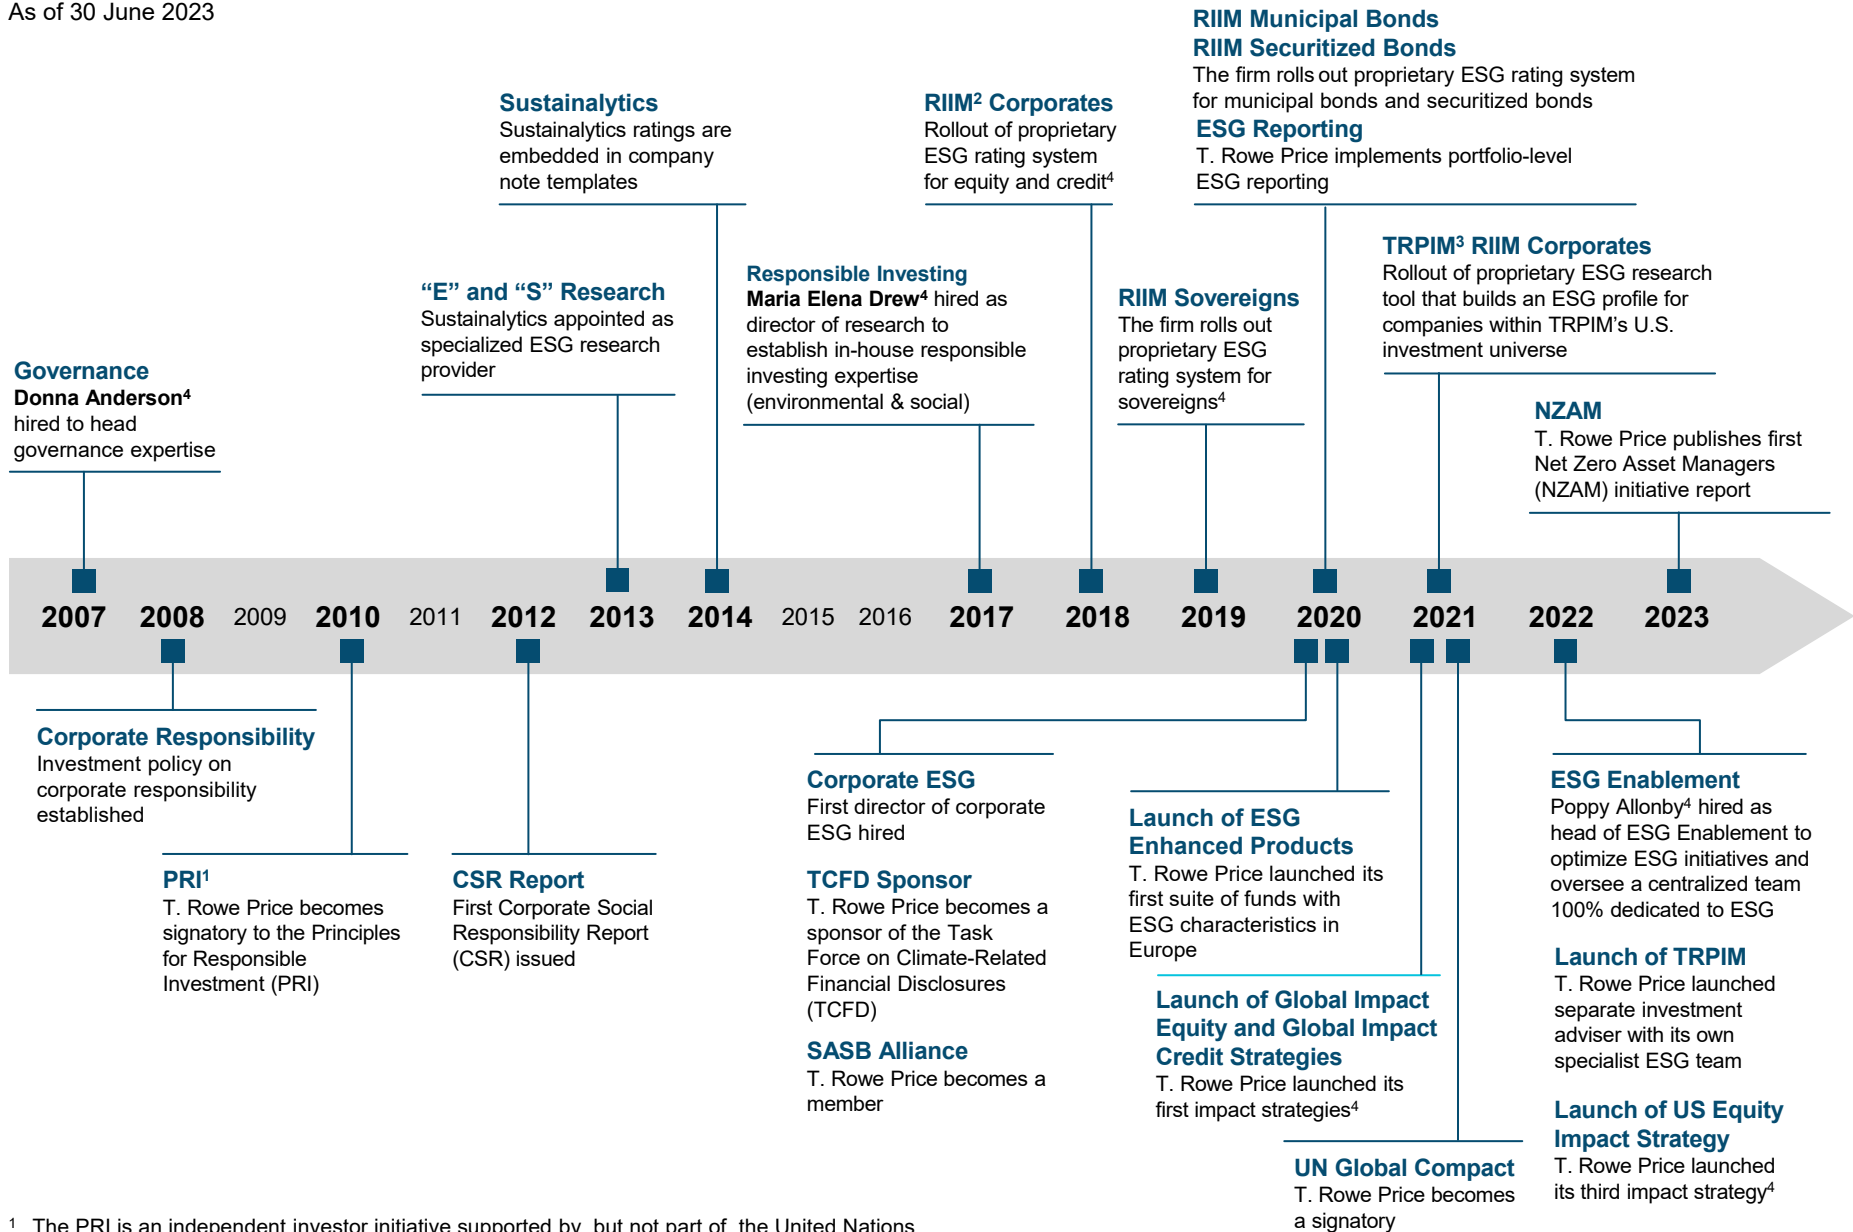 As of 30 June 2023
RIIM Municipal Bonds
RIIM Securitized Bonds
The firm rolls out proprietary ESG rating system
for municipal bonds and securitized bonds
ESG Reporting
T. Rowe Price implements portfolio-level
ESG reporting
Sustainalytics
Sustainalytics ratings are
embedded in company
note templates
RIIM² Corporates
Rollout of proprietary
ESG rating system
for equity and credit⁴
TRPIM³ RIIM Corporates
Rollout of proprietary ESG research
tool that builds an ESG profile for
companies within TRPIM's U.S.
investment universe
"E" and "S" Research
Sustainalytics appointed as
specialized ESG research
provider
Responsible Investing
Maria Elena Drew⁴ hired as
director of research to
establish in-house responsible
investing expertise
(environmental & social)
RIIM Sovereigns
The firm rolls out
proprietary ESG
rating system for
sovereigns⁴
Governance
Donna Anderson⁴
hired to head
governance expertise
NZAM
T. Rowe Price publishes first
Net Zero Asset Managers
(NZAM) initiative report
2007 2008 2009 2010 2011 2012 2013 2014 2015 2016 2017 2018 2019 2020 2021 2022 2023
Corporate Responsibility
Investment policy on
corporate responsibility
established
PRI¹
T. Rowe Price becomes
signatory to the Principles
for Responsible
Investment (PRI)
CSR Report
First Corporate Social
Responsibility Report
(CSR) issued
Corporate ESG
First director of corporate
ESG hired
TCFD Sponsor
T. Rowe Price becomes a
sponsor of the Task
Force on Climate-Related
Financial Disclosures
(TCFD)
SASB Alliance
T. Rowe Price becomes a
member
Launch of ESG
Enhanced Products
T. Rowe Price launched its
first suite of funds with
ESG characteristics in
Europe
Launch of Global Impact
Equity and Global Impact
Credit Strategies
T. Rowe Price launched its
first impact strategies⁴
UN Global Compact
T. Rowe Price becomes
a signatory
ESG Enablement
Poppy Allonby⁴ hired as
head of ESG Enablement to
optimize ESG initiatives and
oversee a centralized team
100% dedicated to ESG
Launch of TRPIM
T. Rowe Price launched
separate investment
adviser with its own
specialist ESG team
Launch of US Equity
Impact Strategy
T. Rowe Price launched
its third impact strategy⁴
¹ The PRI is an independent investor initiative supported by, but not part of, the United Nations